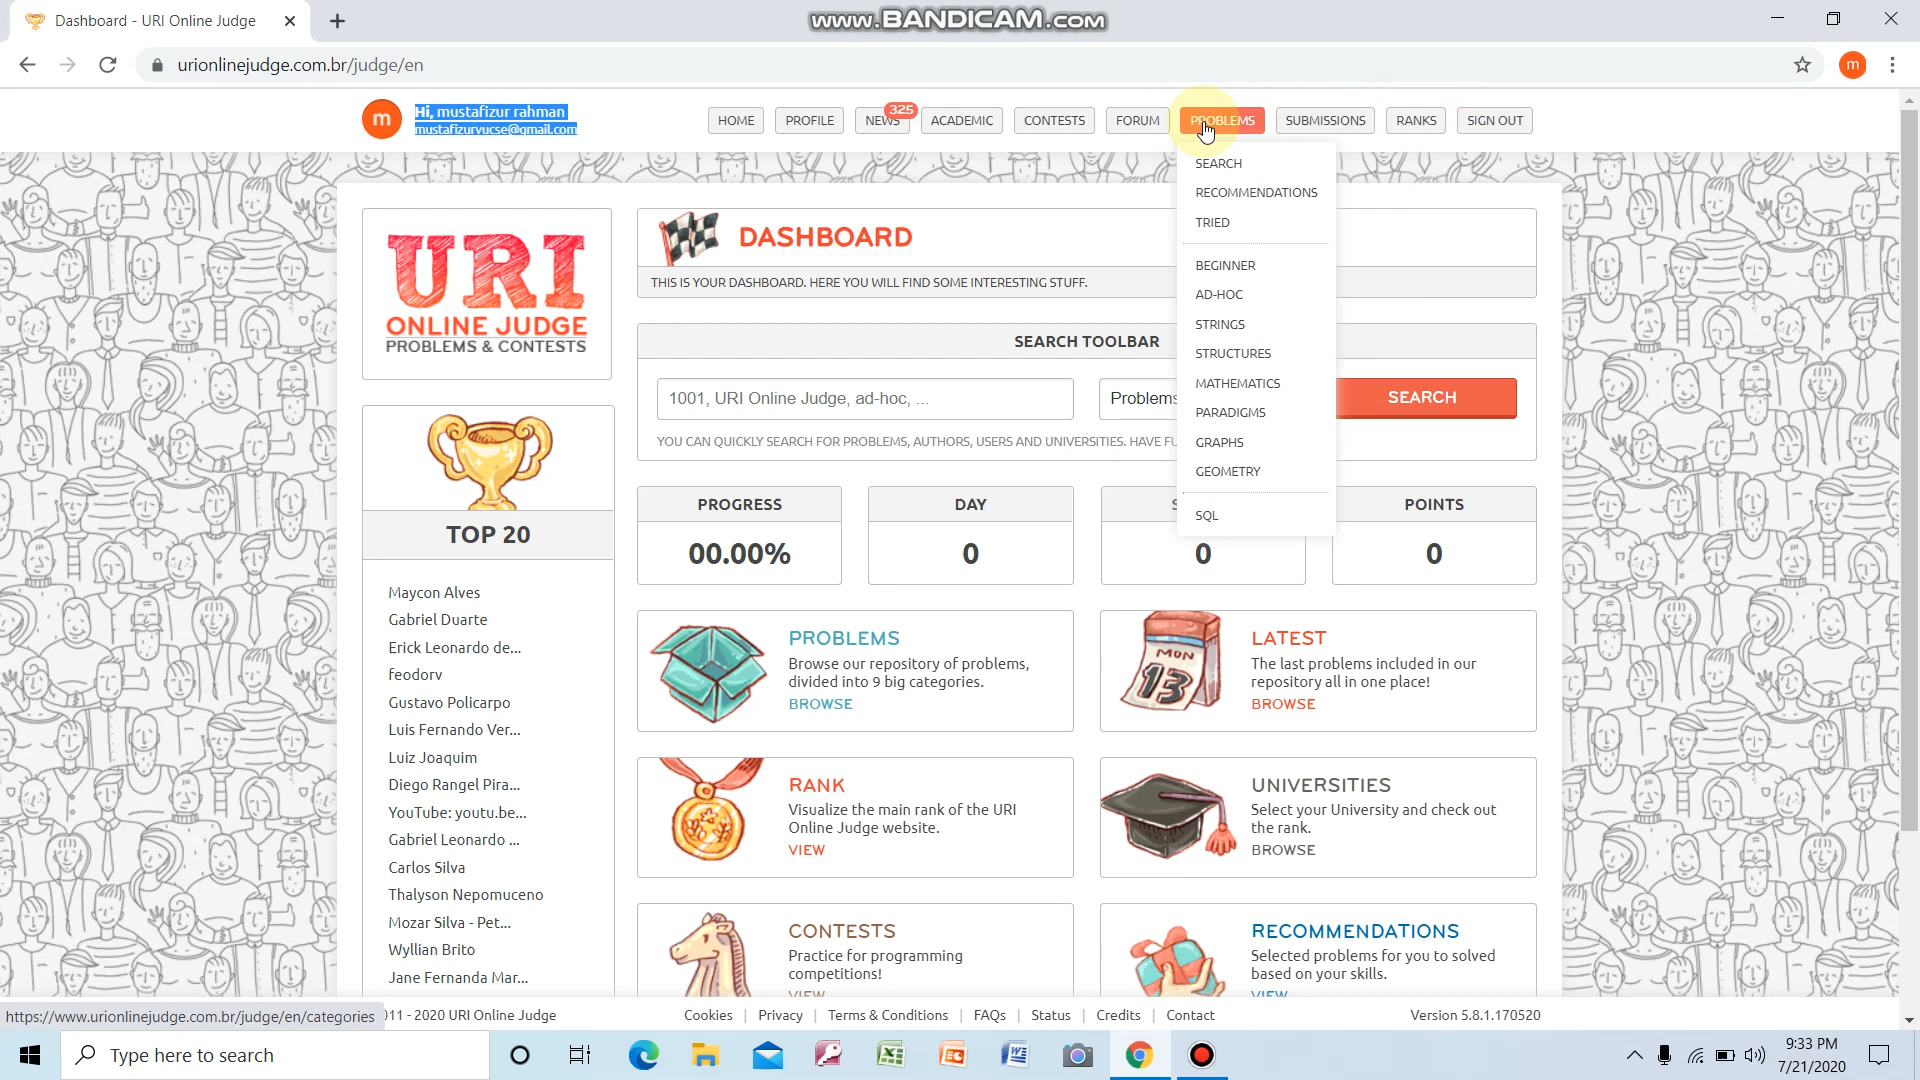 Dashboard - URI Online Judge
www.BANDICAM.com
urionlinejudge.com.br/judge/en
m
m
Hi, mustafizur rahman
mustafizurvucse@gmail.com
HOME
PROFILE
NEWS
325
ACADEMIC
CONTESTS
FORUM
PROBLEMS
SUBMISSIONS
RANKS
SIGN OUT
SEARCH
RECOMMENDATIONS
TRIED
BEGINNER
AD-HOC
STRINGS
STRUCTURES
MATHEMATICS
PARADIGMS
GRAPHS
GEOMETRY
SQL
URI
ONLINE JUDGE
PROBLEMS & CONTESTS
DASHBOARD
THIS IS YOUR DASHBOARD. HERE YOU WILL FIND SOME INTERESTING STUFF.
SEARCH TOOLBAR
1001, URI Online Judge, ad-hoc, ...
Problems
SEARCH
YOU CAN QUICKLY SEARCH FOR PROBLEMS, AUTHORS, USERS AND UNIVERSITIES. HAVE
PROGRESS
00.00%
DAY
0
0
POINTS
0
TOP 20
Maycon Alves
Gabriel Duarte
Erick Leonardo de...
feodorv
Gustavo Policarpo
Luis Fernando Ver...
Luiz Joaquim
Diego Rangel Pira...
YouTube: youtu.be...
Gabriel Leonardo ...
Carlos Silva
Thalyson Nepomuceno
Mozar Silva - Pet...
Wyllian Brito
Jane Fernanda Mar...
PROBLEMS
Browse our repository of problems,
divided into 9 big categories.
BROWSE
MON
13
LATEST
The last problems included in our
repository all in one place!
BROWSE
RANK
Visualize the main rank of the URI
Online Judge website.
VIEW
UNIVERSITIES
Select your University and check out
the rank.
BROWSE
CONTESTS
Practice for programming
competitions!
VIEW
RECOMMENDATIONS
Selected problems for you to solved
based on your skills.
VIEW
https://www.urionlinejudge.com.br/judge/en/categories
011 - 2020 URI Online Judge
Cookies
Privacy
Terms & Conditions
FAQs
Status
Credits
Contact
Version 5.8.1.170520
Type here to search
9:33 PM
7/21/2020